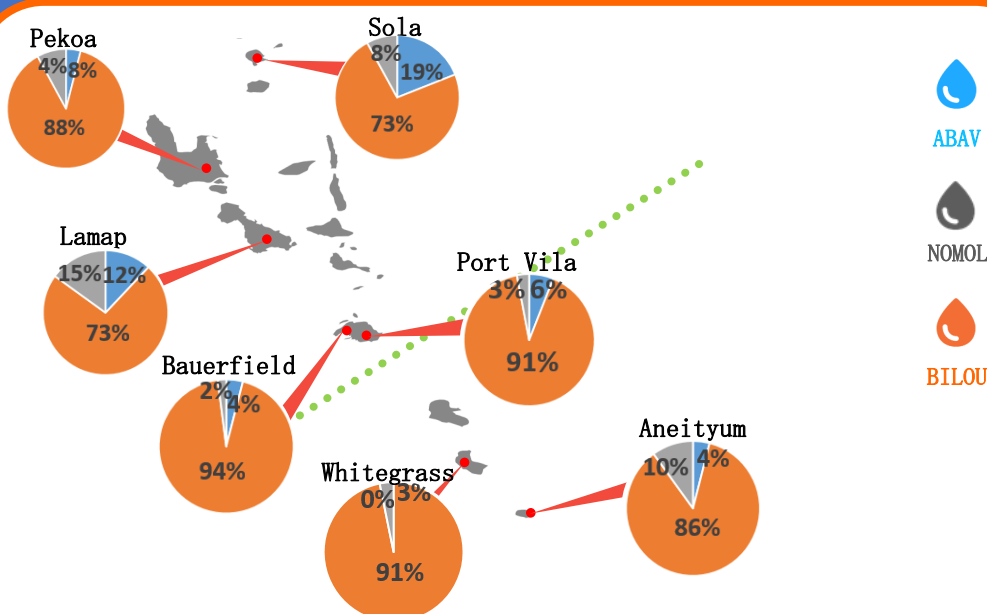 Pekoa
4% 8%
88%
Sola
8%
19%
73%
ABAV
NOMOL
BILOU
Lamap
15% 12%
73%
Port Vila
3% 6%
91%
Bauerfield
2%
4%
94%
Whitegrass
0% 3%
91%
Aneityum
10% 4%
86%